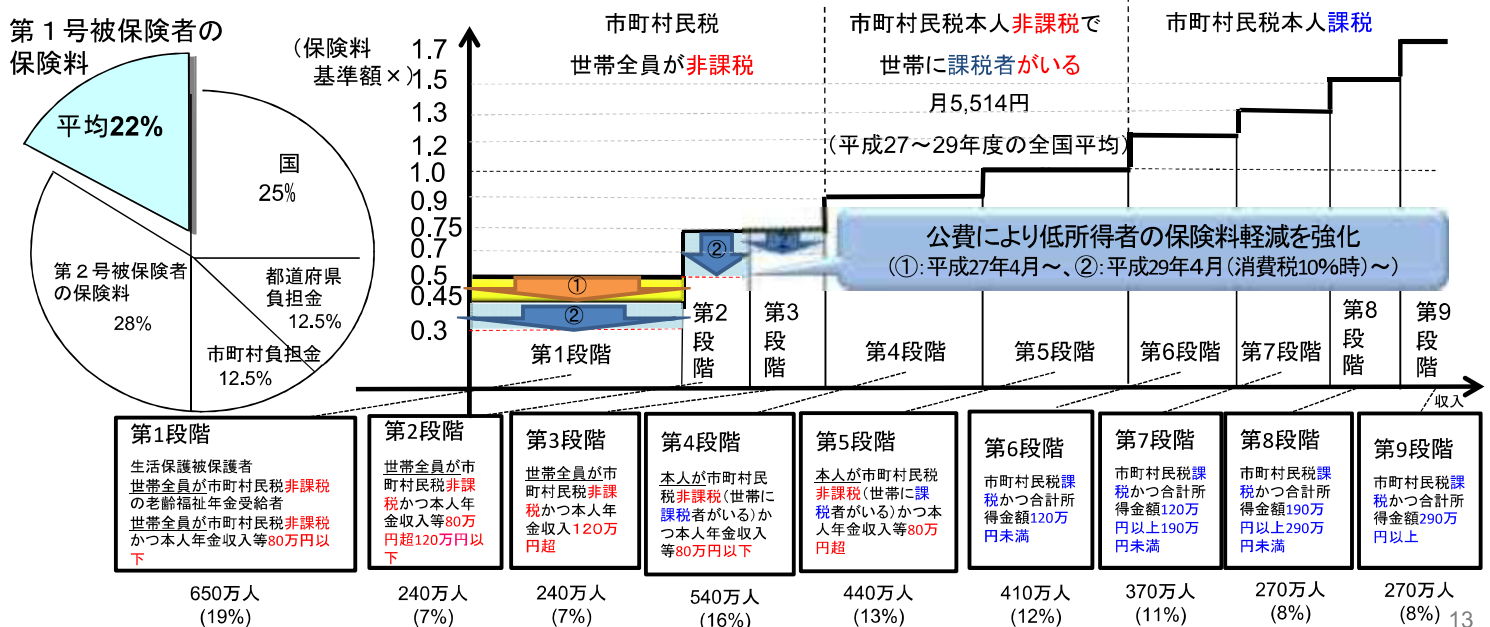 第１号被保険者の
保険料
平均22%
国
25%
第２号被保険者
の保険料
28%
都道府県
負担金
12.5%
市町村負担金
12.5%
（保険料
基準額×）
1.7
1.5
1.3
1.2
1.0
0.9
0.75
0.7
0.5
0.45
0.3
市町村民税
世帯全員が非課税
市町村民税本人非課税で
世帯に課税者がいる
市町村民税本人課税
月5,514円
（平成27～29年度の全国平均）
公費により低所得者の保険料軽減を強化
（①：平成27年4月～、②：平成29年４月（消費税10％時）～）
①
②
②
②
第1段階
第2
段
階
第3
段
階
第4段階
第5段階
第6段階
第7段階
第8
段
階
第9
段
階
収入
第1段階
生活保護被保護者
世帯全員が市町村民税非課税
の老齢福祉年金受給者
世帯全員が市町村民税非課税
かつ本人年金収入等80万円以
下
650万人
(19%)
第2段階
世帯全員が市
町村民税非課
税かつ本人年
金収入等80万
円超120万円以
下
240万人
(7%)
第3段階
世帯全員が市
町村民税非課
税かつ本人年
金収入120万
円超
240万人
(7%)
第4段階
本人が市町村民
税非課税（世帯に
課税者がいる）か
つ本人年金収入
等80万円以下
540万人
(16%)
第5段階
本人が市町村民税
非課税（世帯に課
税者がいる）かつ本
人年金収入等80万
円超
440万人
(13%)
第6段階
市町村民税課
税かつ合計所
得金額120万
円未満
410万人
(12%)
第7段階
市町村民税課
税かつ合計所
得金額120万
円以上190万
円未満
370万人
(11%)
第8段階
市町村民税課
税かつ合計所
得金額190万
円以上290万
円未満
270万人
(8%)
第9段階
市町村民税課
税かつ合計所
得金額290万
円以上
270万人
(8%)
13